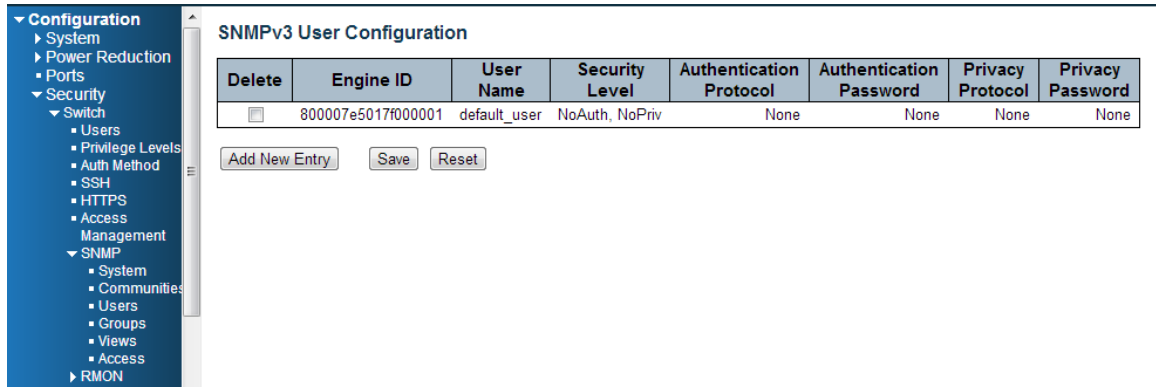 Configuration
System
Power Reduction
Ports
Security
Switch
Users
Privilege Levels
Auth Method
SSH
HTTPS
Access
Management
SNMP
System
Communities
Users
Groups
Views
Access
RMON
SNMPv3 User Configuration
Delete Engine ID User Name Security Level Authentication Protocol Authentication Password Privacy Protocol Privacy Password
800007e5017f000001 default_user NoAuth, NoPriv None None None None
Add New Entry Save Reset